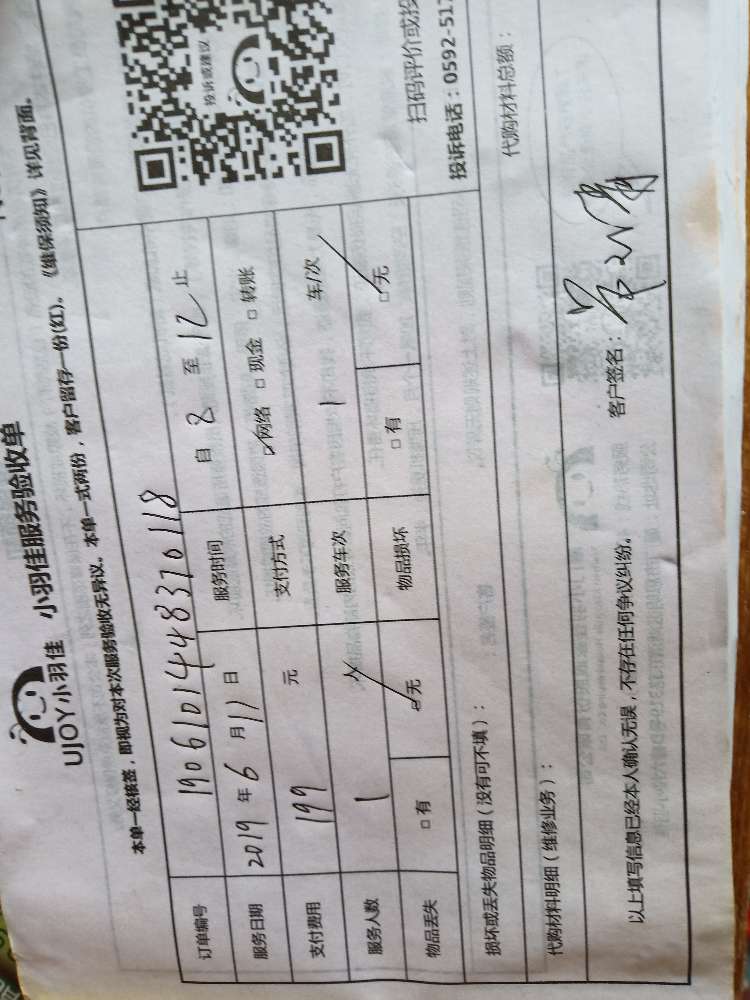 UJOY小羽佳 小羽佳服务验收单
本单一经核签，即视为对本次服务验收无异议。本单一式两份，客户留存一份(红)。《维保须知》详见背面。
订单编号 1906101448370118
服务日期 2019 年 6 月 11 日 服务时间 自 8 至 12 止
支付费用 199 元 支付方式 ☑网络 □现金 □转账
服务人数 1 人 服务车次 1 车/次
物品丢失 □有 ☑无 物品损坏 □有 ☑无
投诉或建议
扫码评价或投
投诉电话：0592-517
损坏或丢失物品明细（没有可不填）：
代购材料明细（维修业务）： 代购材料总额：
以上填写信息已经本人确认无误，不存在任何争议纠纷。 客户签名：